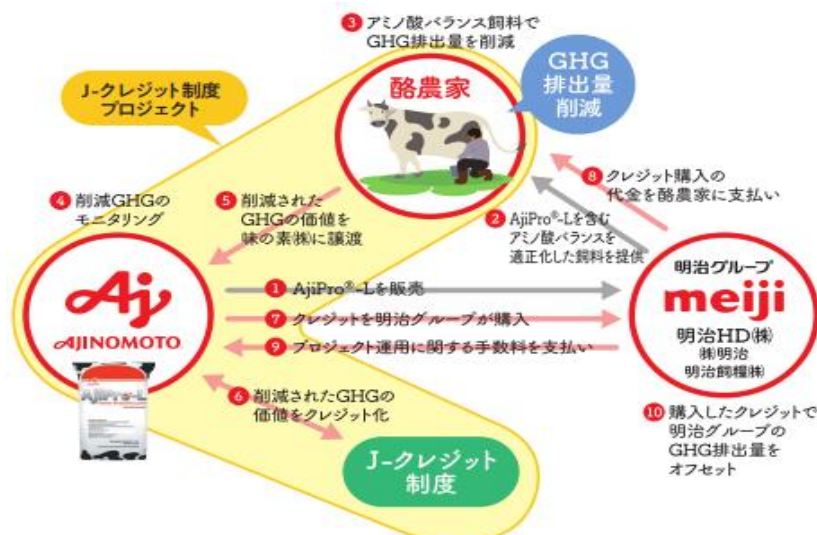 3 アミノ酸バランス飼料で
GHG排出量を削減
GHG
排出量
削減
酪農家
J-クレジット制度
プロジェクト
8 クレジット購入の
代金を酪農家に支払い
4 削減GHGの
モニタリング
5 削減された
GHGの価値を
味の素㈱に譲渡
2 AjiPro®-Lを含む
アミノ酸バランスを
適正化した飼料を提供
Aj
AJINOMOTO
1 AjiPro®-Lを販売
7 クレジットを明治グループが購入
9 プロジェクト運用に関する手数料を支払い
明治グループ
meiji
明治HD㈱
㈱明治
明治飼糧㈱
AjiPro-L
6 削減されたGHGの
価値をクレジット化
J-クレジット
制度
10 購入したクレジットで
明治グループの
GHG排出量を
オフセット